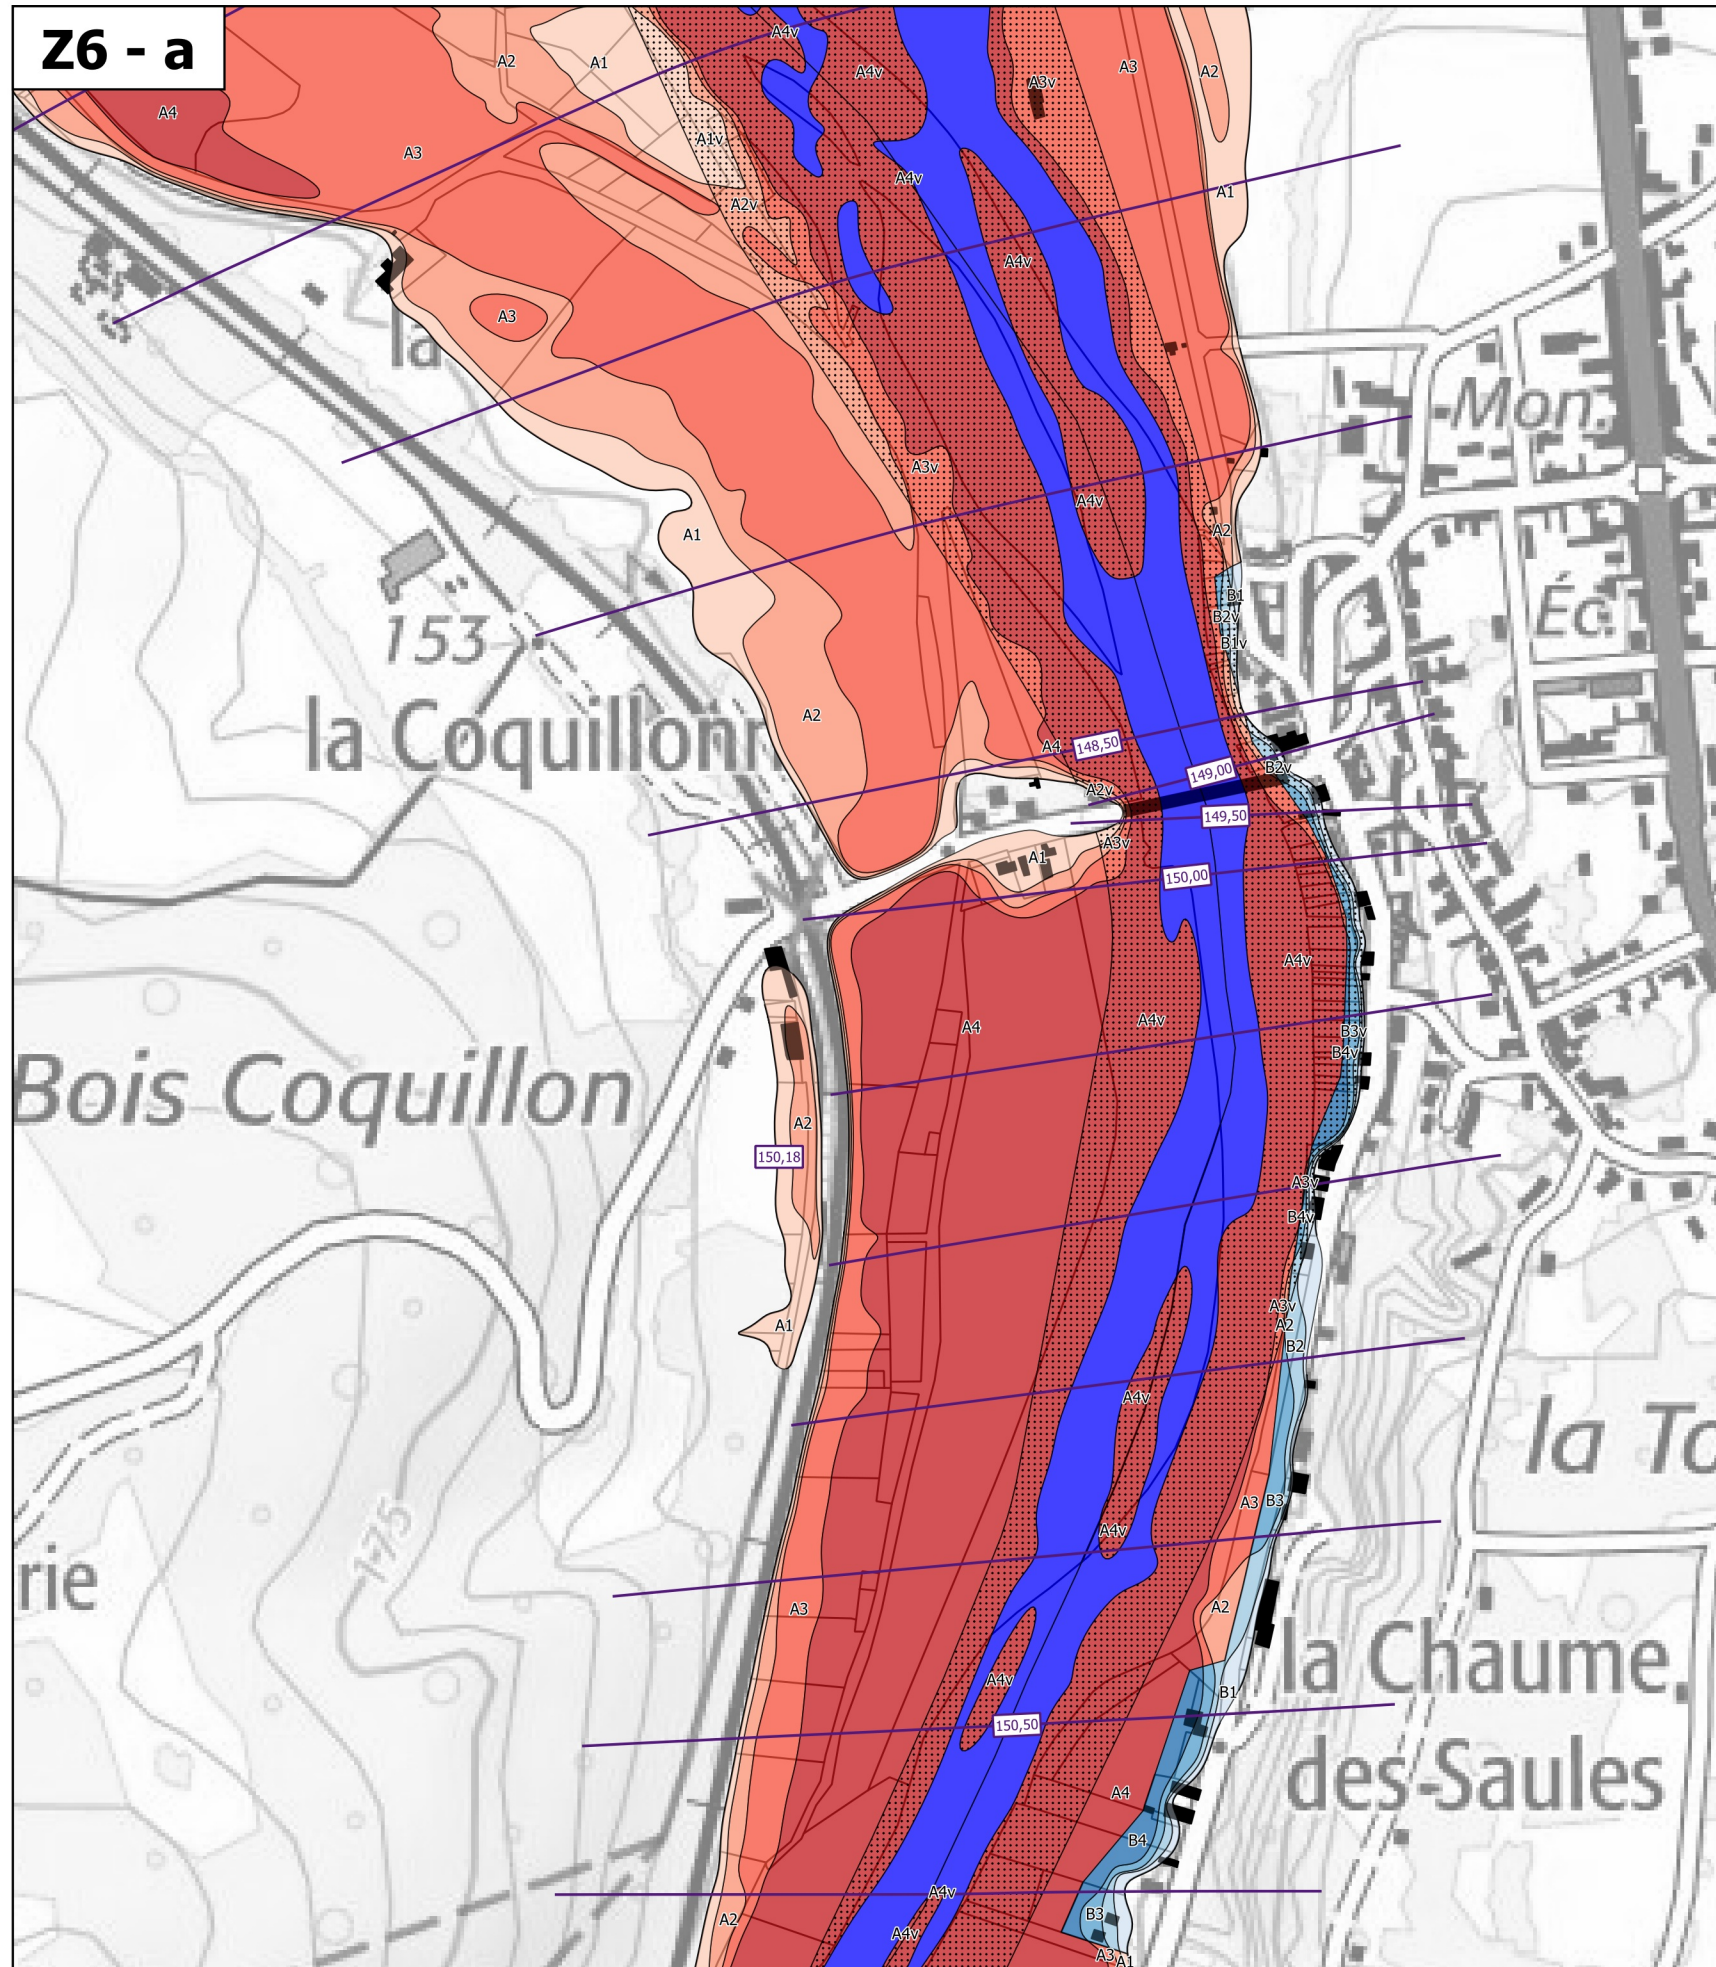 Z6 - a
A4v
A2
A1
A3
A2
A4v
A3v
A4
A1v
A3
A4v
A1
A2v
A4v
A3
la
Mon.
A3v
A4v
A1
A2
153
B1
Éc.
B2v
B1v
A2
la Coquillonn
A4
148,50
149,00
B2v
A2v
149,50
A3v
A1
150,00
A4v
A4
A4v
B3v
B4v
Bois Coquillon
A2
150,18
A3v
B4v
A3v
A1
A2
B2
A4v
la To
A3
B3
A4v
175
rie
A2
A3
la Chaume
A4v
B1
150,50
des-Saules
A4
B4
A4v
B3
A2
A4v
A3
A1